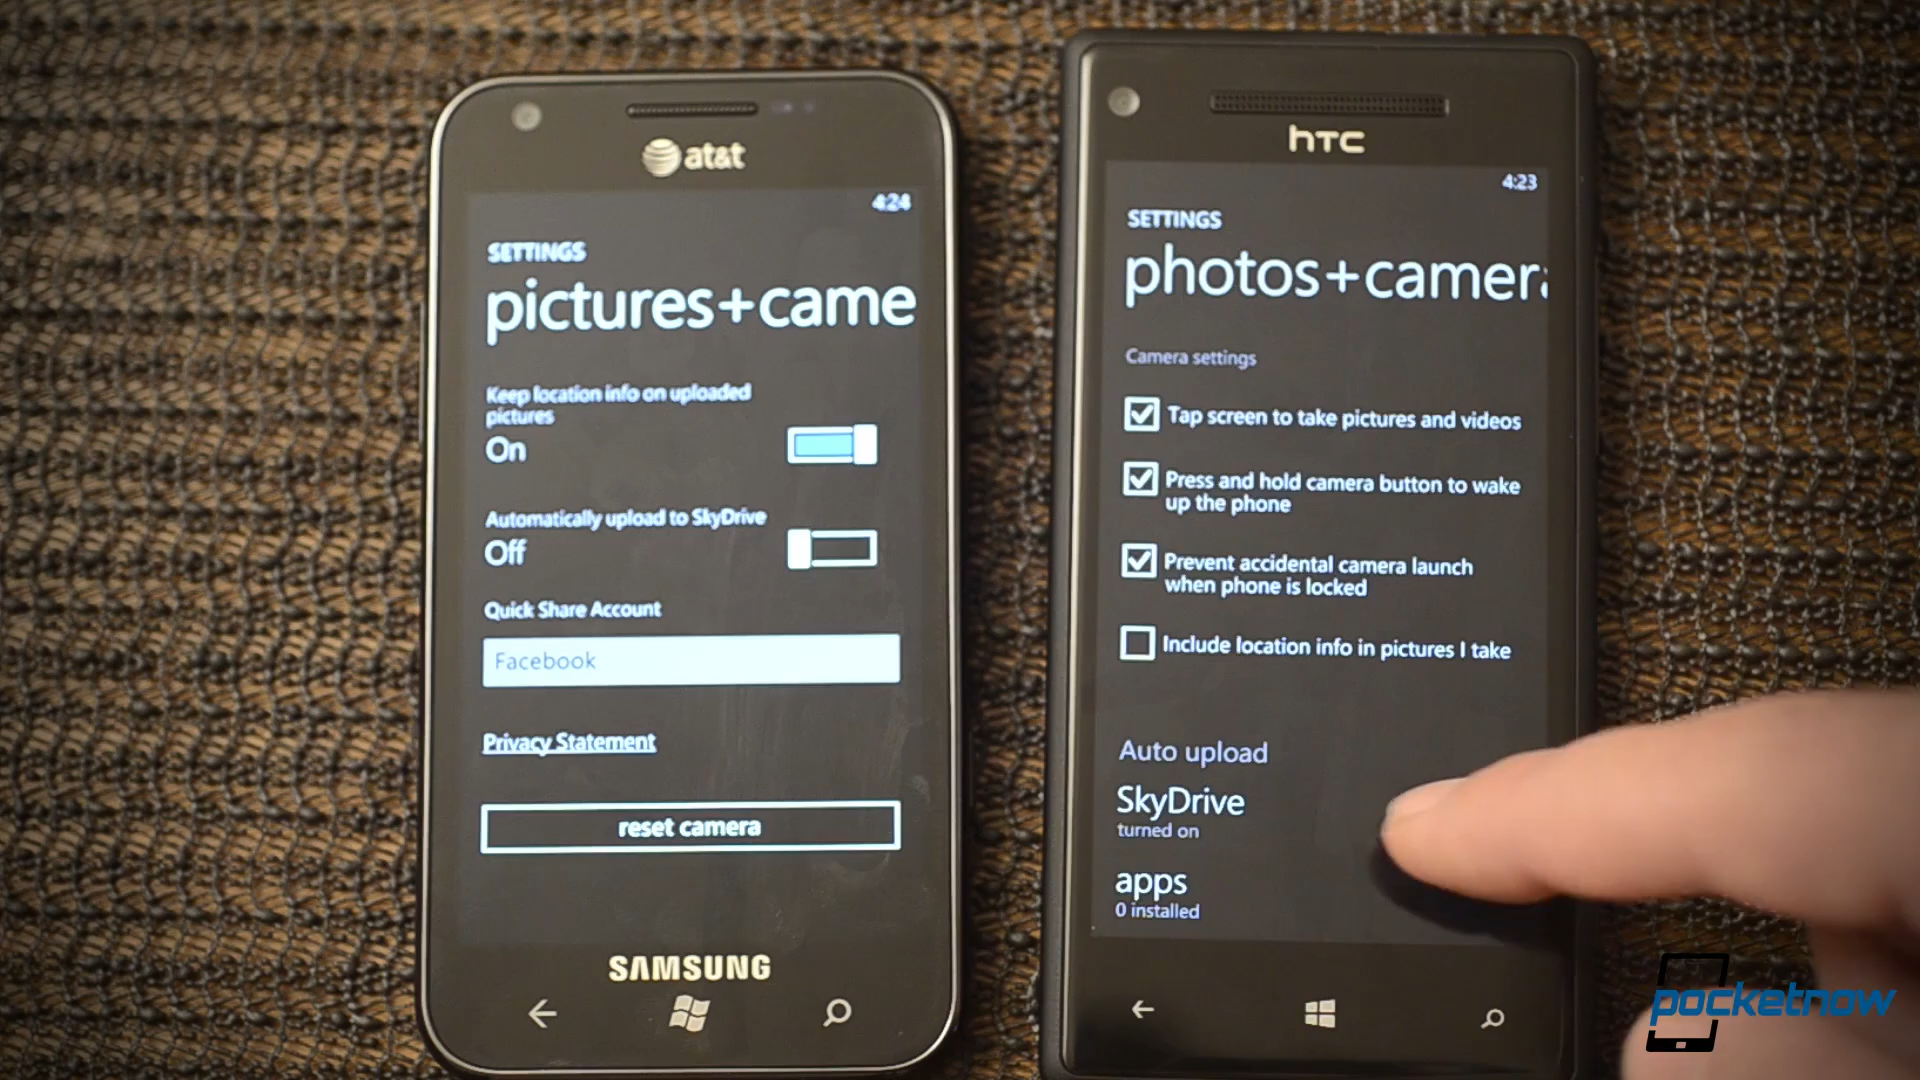 at&t
4:24
SETTINGS
pictures+came
Keep location info on uploaded
pictures
On
Automatically upload to SkyDrive
Off
Quick Share Account
Facebook
Privacy Statement
reset camera
SAMSUNG
hTC
4:23
SETTINGS
photos+camera
Camera settings
Tap screen to take pictures and videos
Press and hold camera button to wake
up the phone
Prevent accidental camera launch
when phone is locked
Include location info in pictures I take
Auto upload
SkyDrive
turned on
apps
0 installed
pocketnow